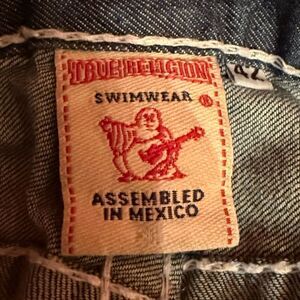 TRUE RELIGION
42
SWIMWEAR ®
ASSEMBLED
IN MEXICO